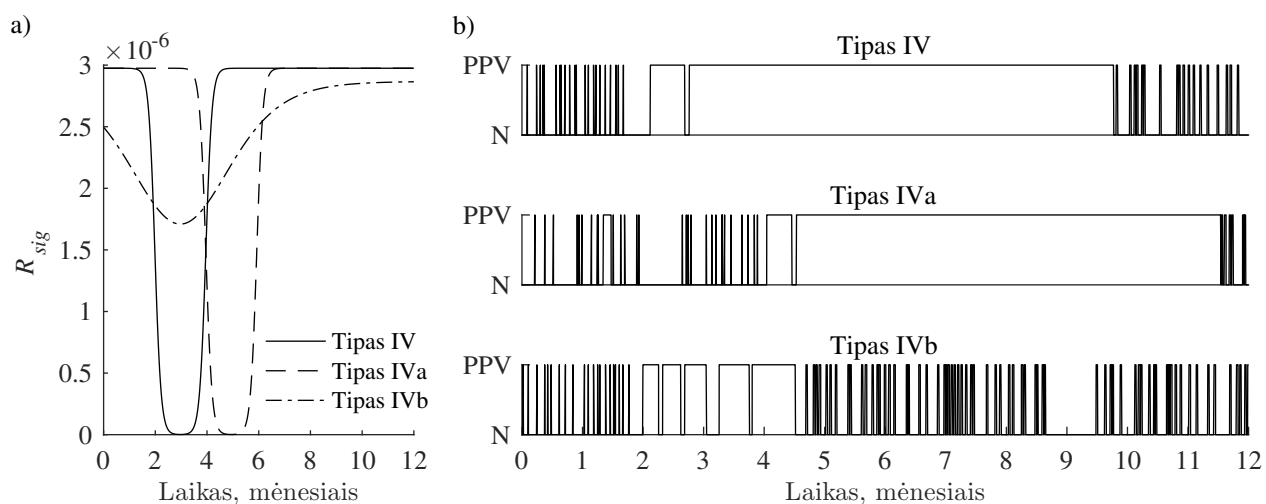 a)
×10^-6
3
2.5
2
1.5
1
0.5
0
R_sig
Tipas IV
Tipas IVa
Tipas IVb
0 2 4 6 8 10 12
Laikas, mėnesiais
b)
Tipas IV
PPV
N
Tipas IVa
PPV
N
Tipas IVb
PPV
N
0 1 2 3 4 5 6 7 8 9 10 11 12
Laikas, mėnesiais